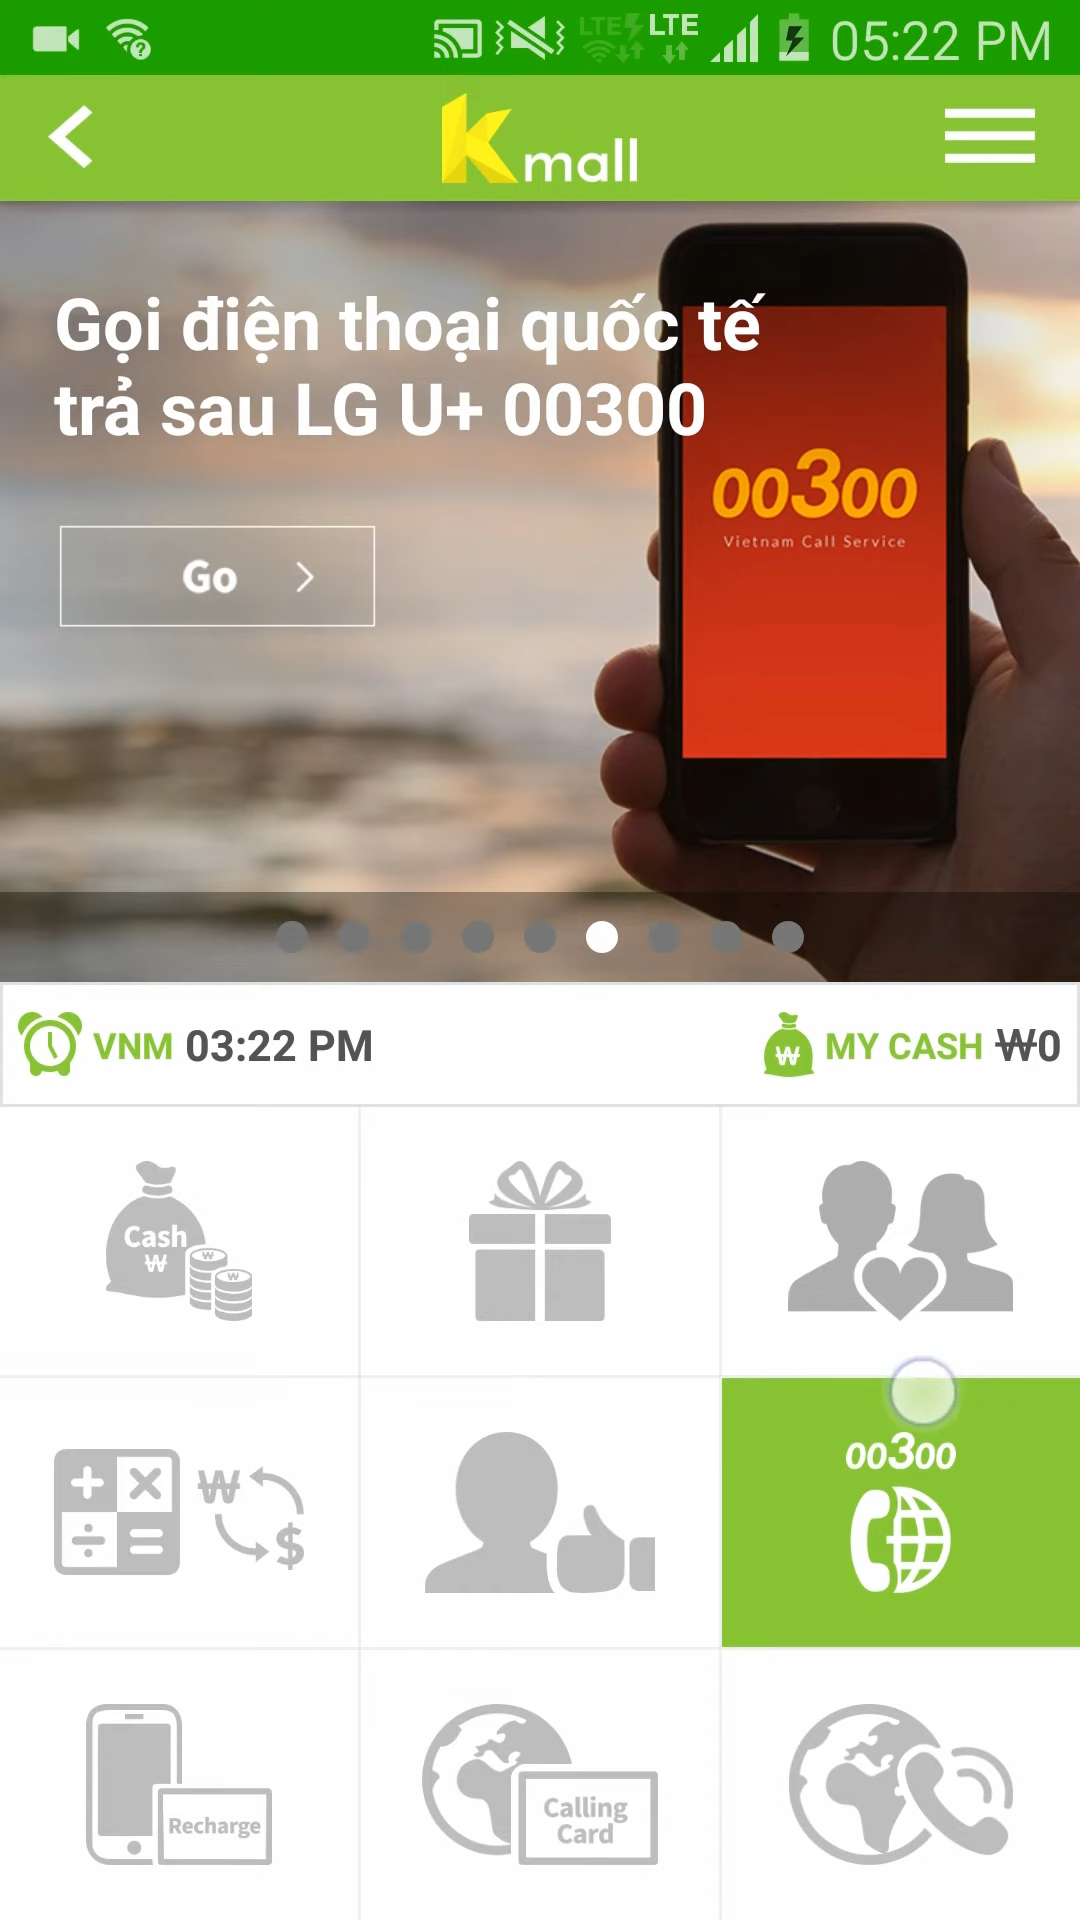 LTE LTE 05:22 PM
Kmall
Gọi điện thoại quốc tế
trả sau LG U+ 00300
00300
Vietnam Call Service
Go
VNM 03:22 PM MY CASH ₩0
Cash
₩
₩
₩
₩
$
00300
Recharge
Calling
Card